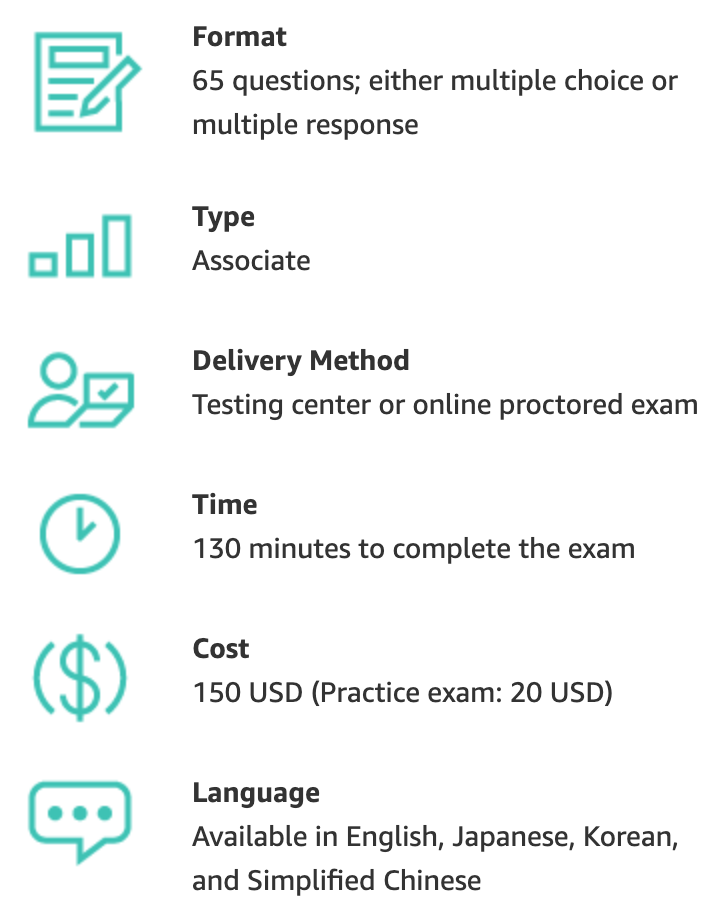 Format
65 questions; either multiple choice or
multiple response
Type
Associate
Delivery Method
Testing center or online proctored exam
Time
130 minutes to complete the exam
Cost
150 USD (Practice exam: 20 USD)
Language
Available in English, Japanese, Korean,
and Simplified Chinese